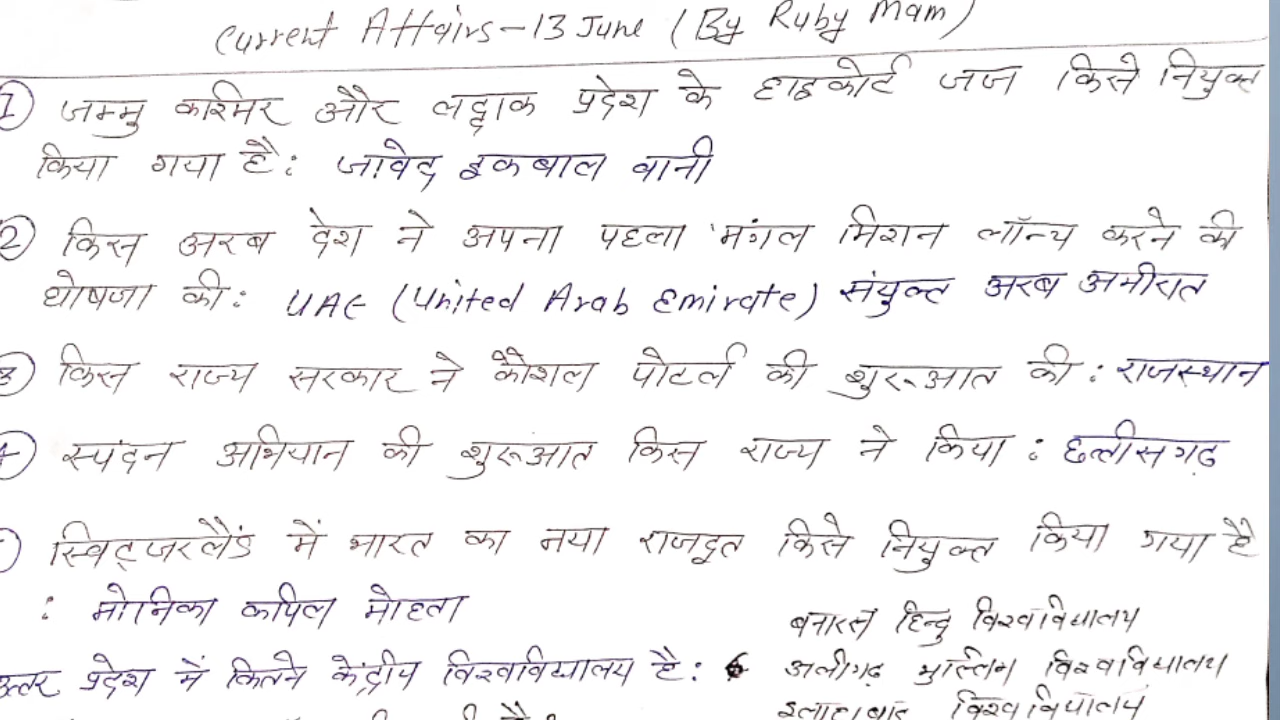 Current Affairs-13 June (By Ruby Mam)
① जम्मु कश्मिर और लद्दाक प्रदेश के हाइकोर्ट जज किसे नियुक्त
किया गया है: जावेद इकबाल वानी
② किस अरब देश ने अपना पहला मंगल मिशन लॉन्च करने की
घोषणा की: UAE (United Arab Emirate) संयुक्त अरब अमीरात
③ किस राज्य सरकार ने कौशल पोर्टल की शुरूआत की: राजस्थान
स्पंदन अभियान की शुरूआत किस राज्य ने किया: छत्तीसगढ़
स्विट्जरलैंड में भारत का नया राजदूत किसे नियुक्त किया गया है
: मोनिका कपिल मोहता
उत्तर प्रदेश में कितने केंद्रीय विश्वविद्यालय है: 6
बनारस हिन्दु विश्वविद्यालय
अलीगढ़ मुस्लिम विश्वविद्यालय
इलाहाबाद विश्वविद्यालय